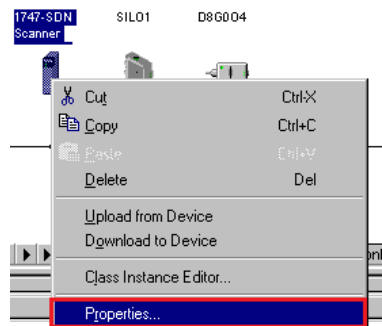 1747-SDN SILO1 D8G004
Scanner
Cut Ctrl-X
Copy Ctrl+C
Paste Ctrl+V
Delete Del
Upload from Device
Download to Device
Class Instance Editor...
Properties...